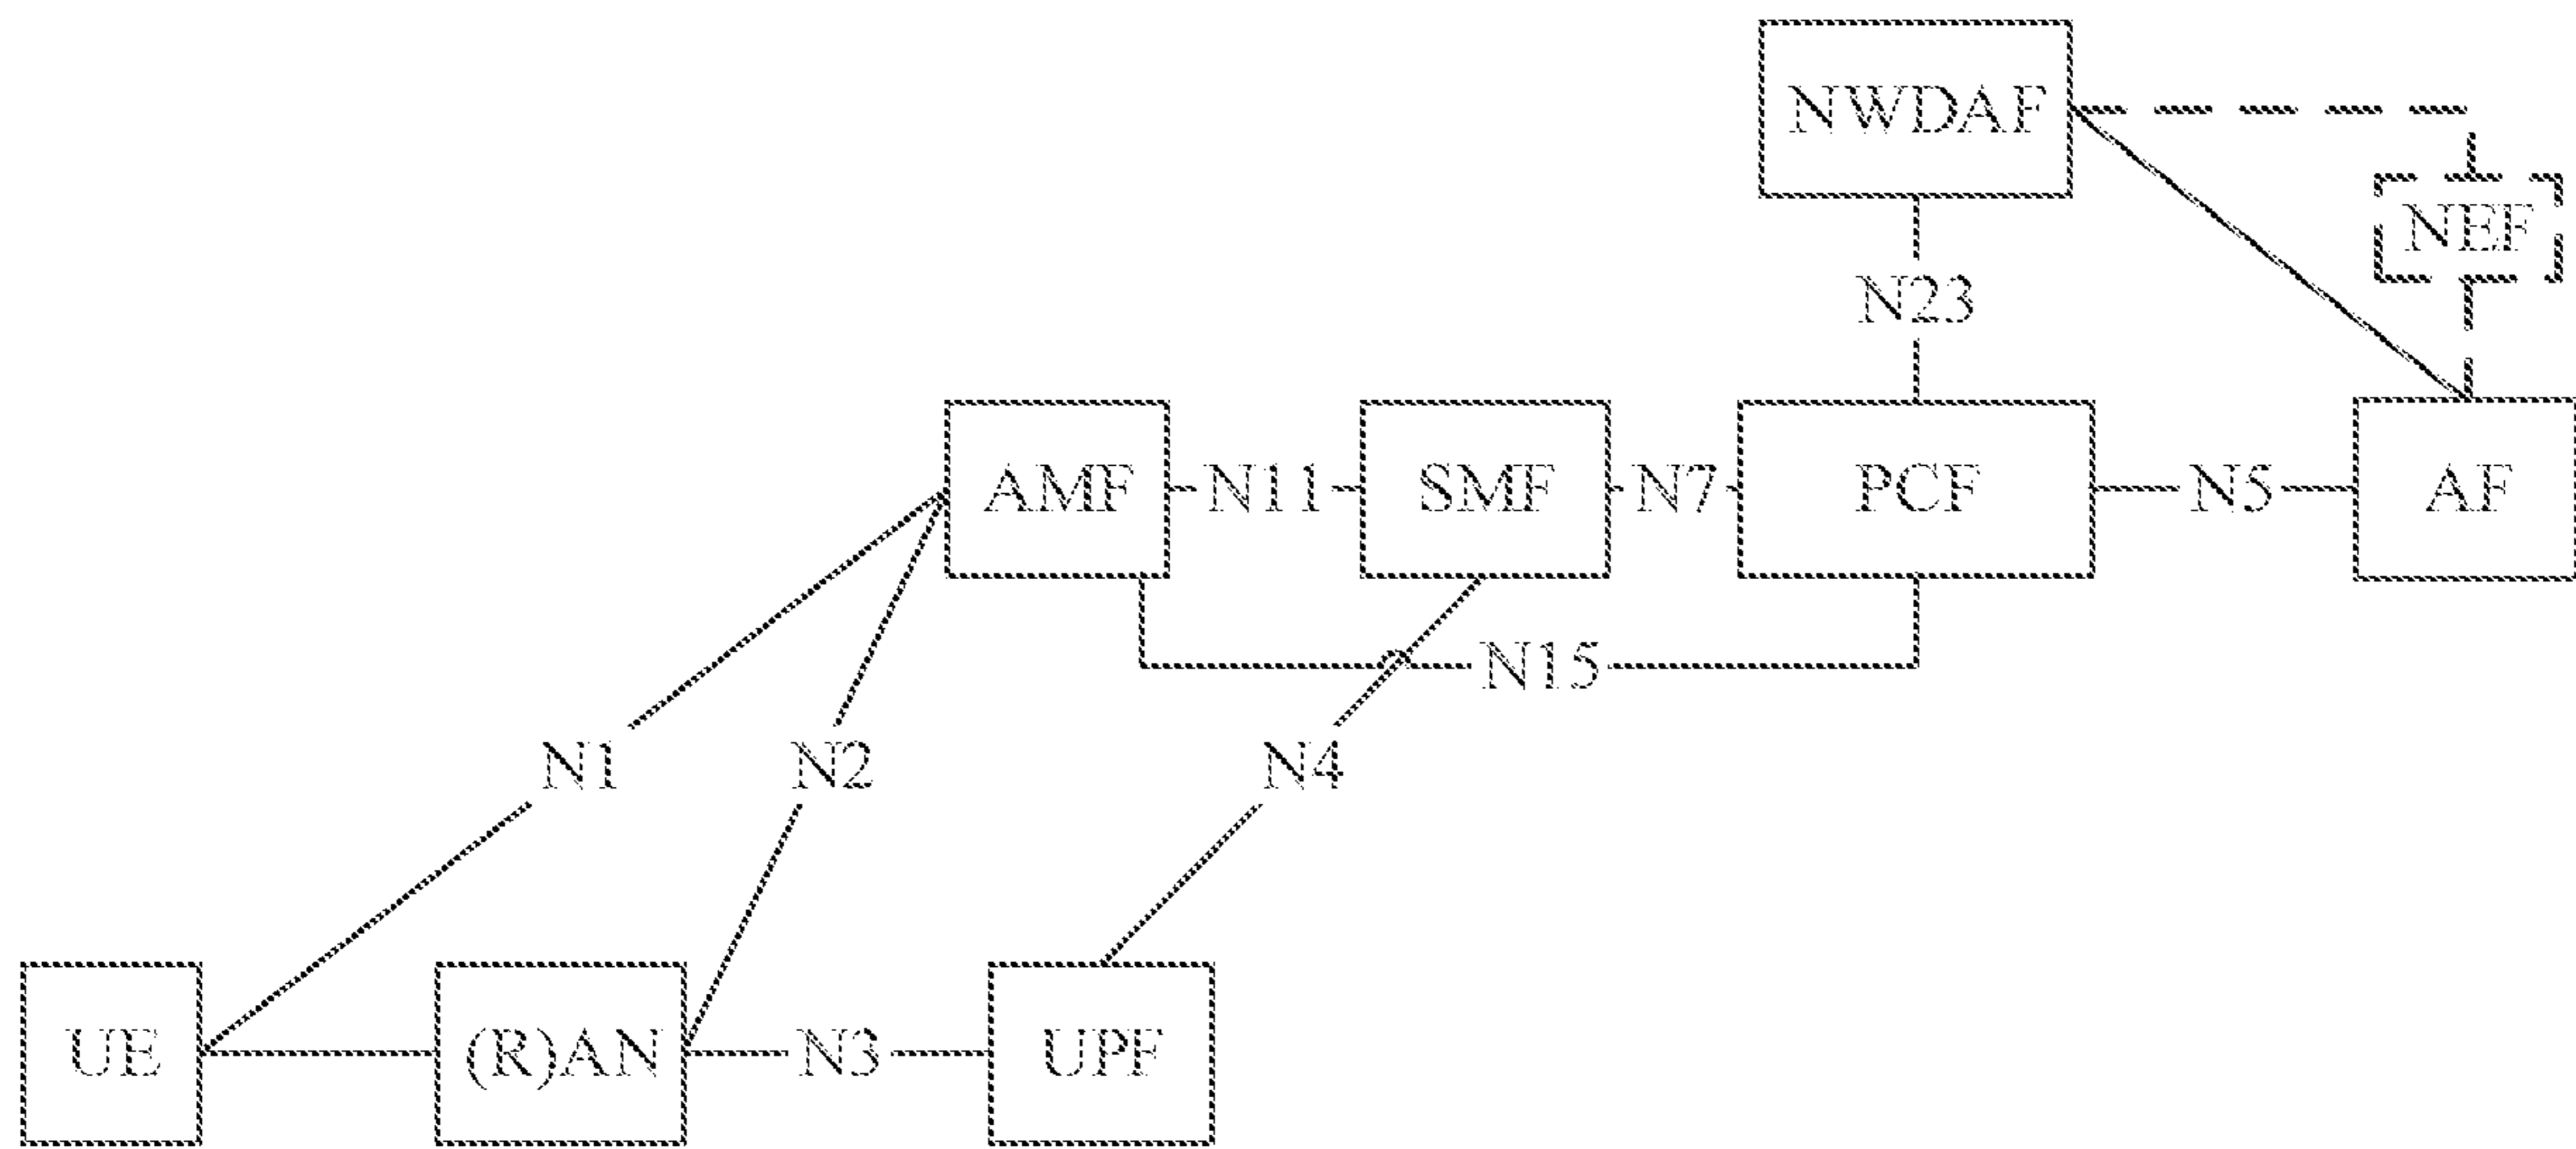 NWDAF
NEF
N23
AMF N11 SMF N7 PCF N5 AF
N15
N1 N2 N4
UE (R)AN N3 UPF